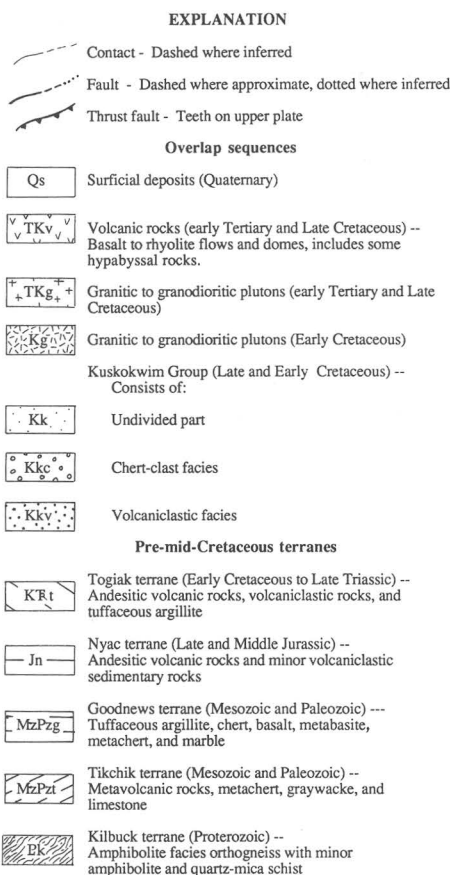 EXPLANATION
Contact - Dashed where inferred
Fault - Dashed where approximate, dotted where inferred
Thrust fault - Teeth on upper plate
Overlap sequences
Qs Surficial deposits (Quaternary)
TKv Volcanic rocks (early Tertiary and Late Cretaceous) --
Basalt to rhyolite flows and domes, includes some
hypabyssal rocks.
TKg Granitic to granodioritic plutons (early Tertiary and Late
Cretaceous)
Kg Granitic to granodioritic plutons (Early Cretaceous)
Kuskokwim Group (Late and Early Cretaceous) --
Consists of:
Kk Undivided part
Kkc Chert-clast facies
Kkv Volcaniclastic facies
Pre-mid-Cretaceous terranes
KTRt Togiak terrane (Early Cretaceous to Late Triassic) --
Andesitic volcanic rocks, volcaniclastic rocks, and
tuffaceous argillite
Jn Nyac terrane (Late and Middle Jurassic) --
Andesitic volcanic rocks and minor volcaniclastic
sedimentary rocks
MzPzg Goodnews terrane (Mesozoic and Paleozoic) ---
Tuffaceous argillite, chert, basalt, metabasite,
metachert, and marble
MzPzt Tikchik terrane (Mesozoic and Paleozoic) --
Metavolcanic rocks, metachert, graywacke, and
limestone
Pk Kilbuck terrane (Proterozoic) --
Amphibolite facies orthogneiss with minor
amphibolite and quartz-mica schist